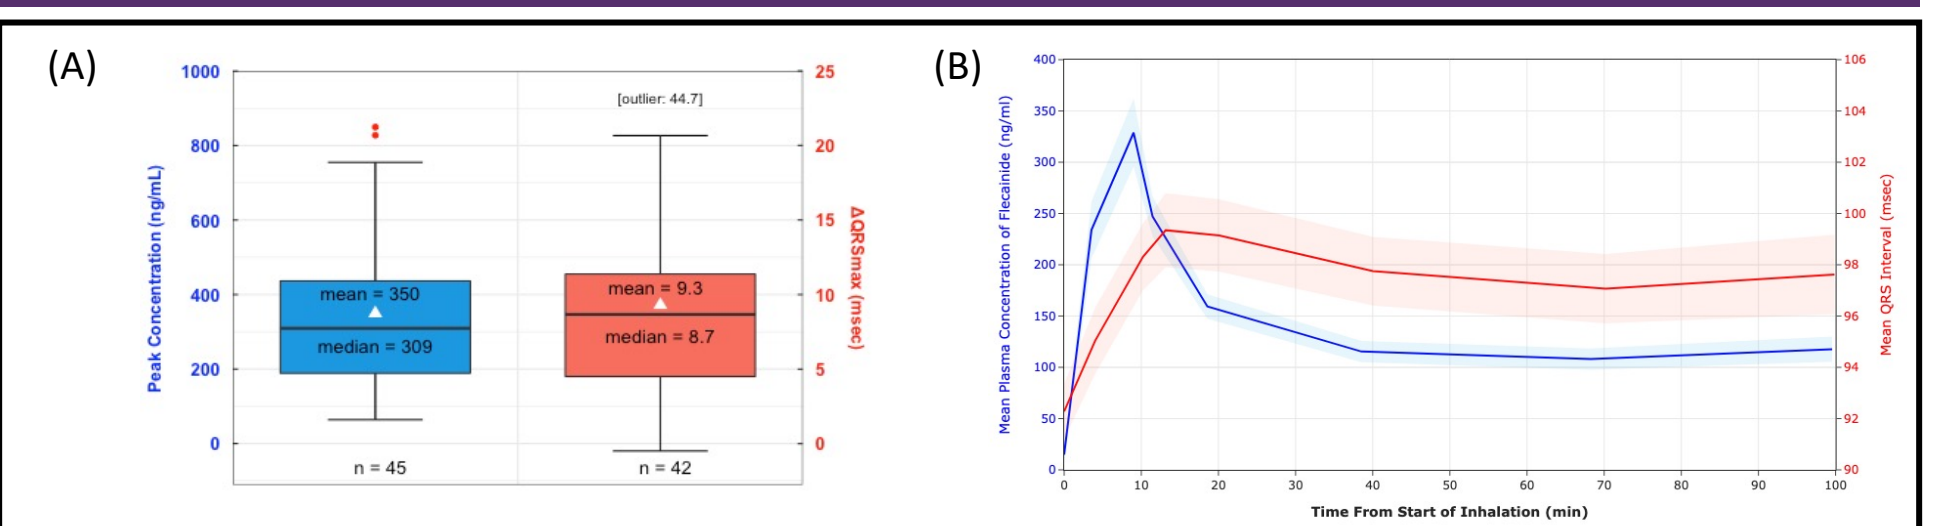 (A)
Peak Concentration (ng/mL)
1000
800
600
400
200
0
[outlier: 44.7]
mean = 350
median = 309
mean = 9.3
median = 8.7
n = 45
n = 42
25
20
15
10
5
0
ΔQRSmax (msec)
(B)
Mean Plasma Concentration of Flecainide (ng/ml)
400
350
300
250
200
150
100
50
0
106
104
102
100
98
96
94
92
90
Mean QRS Interval (msec)
0 10 20 30 40 50 60 70 80 90 100
Time From Start of Inhalation (min)